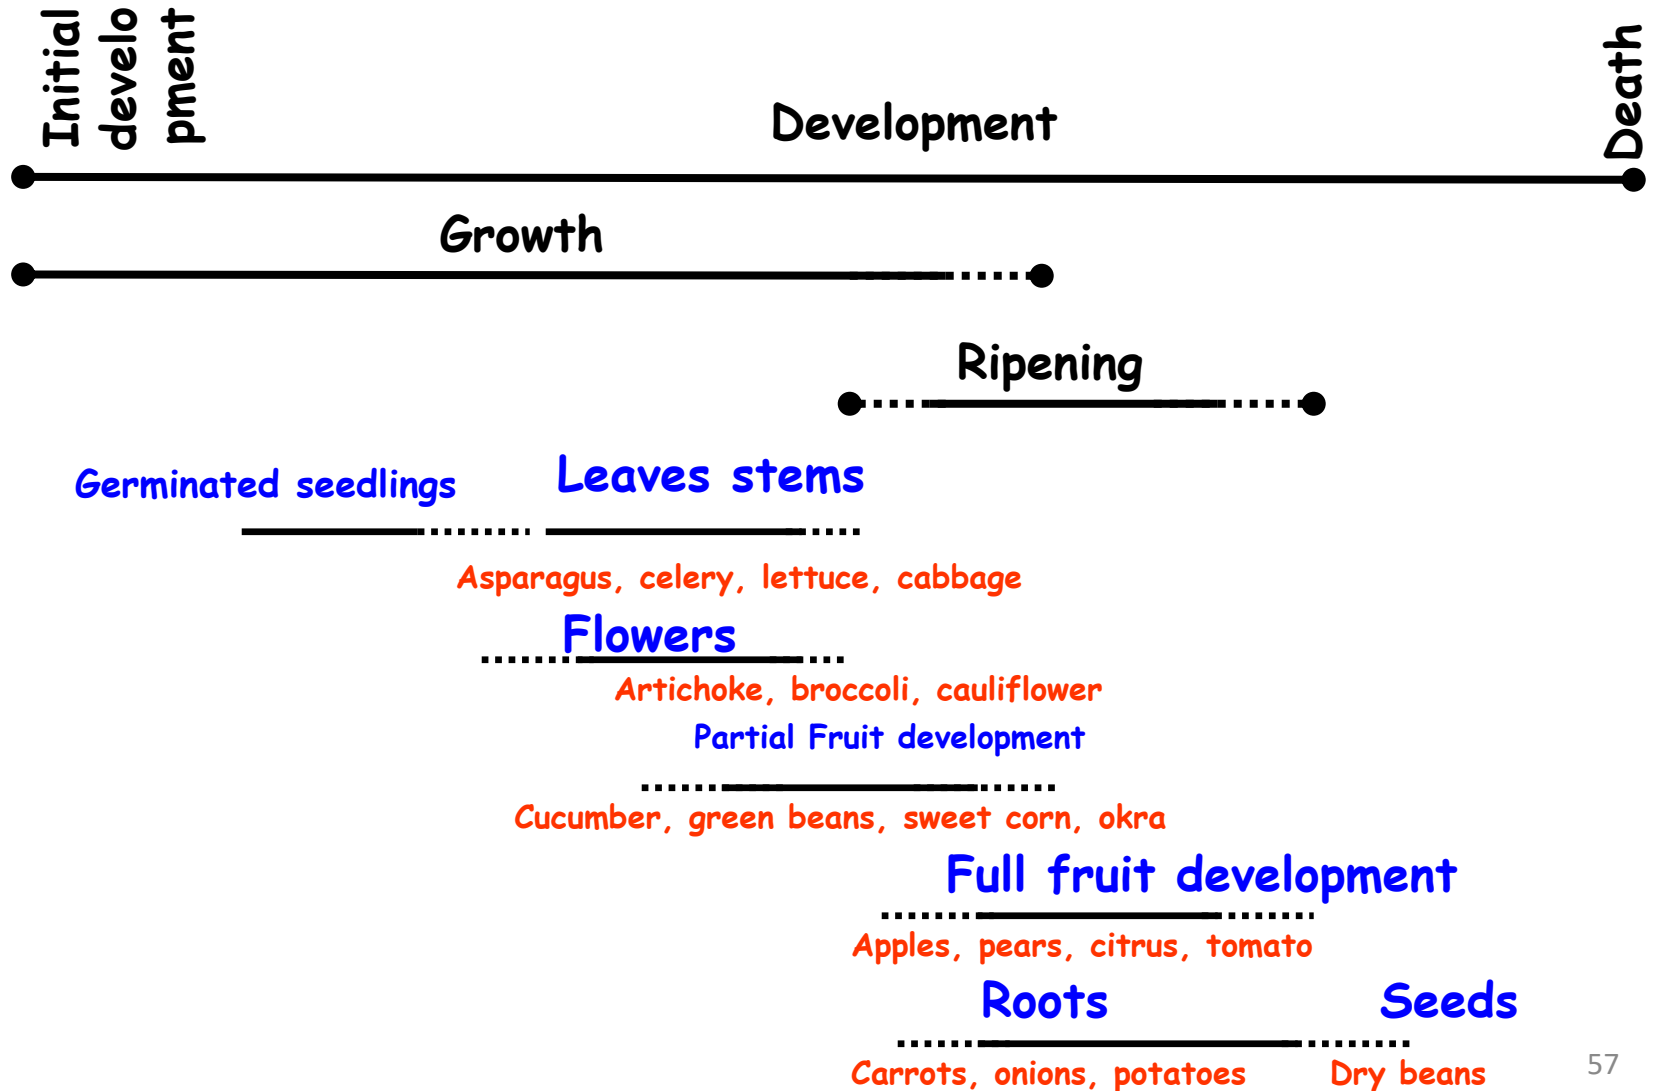 Initial
develo
pment
Development
Death
Growth
Ripening
Germinated seedlings
Leaves stems
Asparagus, celery, lettuce, cabbage
Flowers
Artichoke, broccoli, cauliflower
Partial Fruit development
Cucumber, green beans, sweet corn, okra
Full fruit development
Apples, pears, citrus, tomato
Roots
Seeds
Carrots, onions, potatoes
Dry beans
57